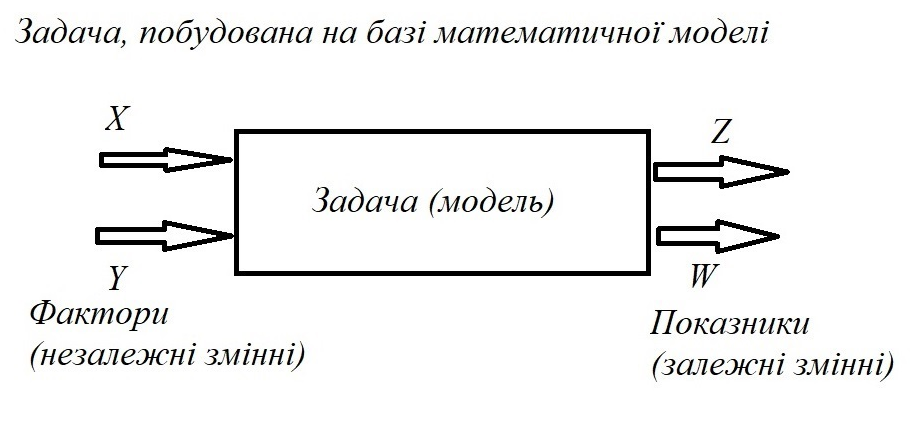 Задача, побудована на базі математичної моделі
X
Z
Задача (модель)
Y
W
Фактори
(незалежні змінні)
Показники
(залежні змінні)